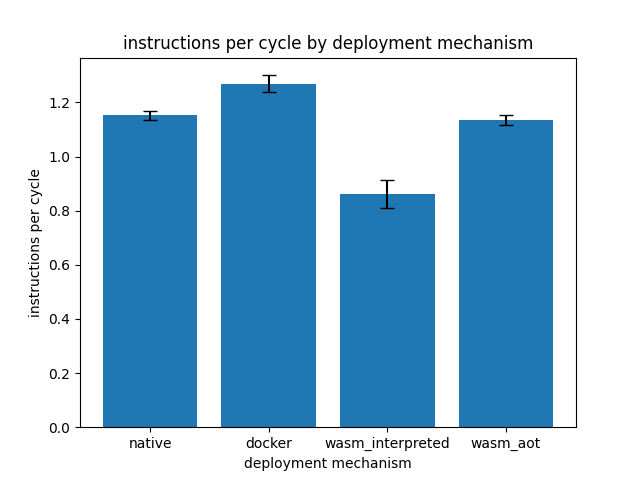 instructions per cycle by deployment mechanism
instructions per cycle
1.2
1.0
0.8
0.6
0.4
0.2
0.0
native docker wasm_interpreted wasm_aot
deployment mechanism